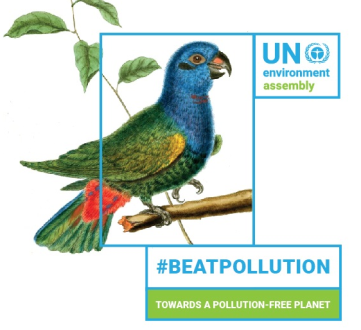 UN
environment
assembly
#BEATPOLLUTION
TOWARDS A POLLUTION-FREE PLANET